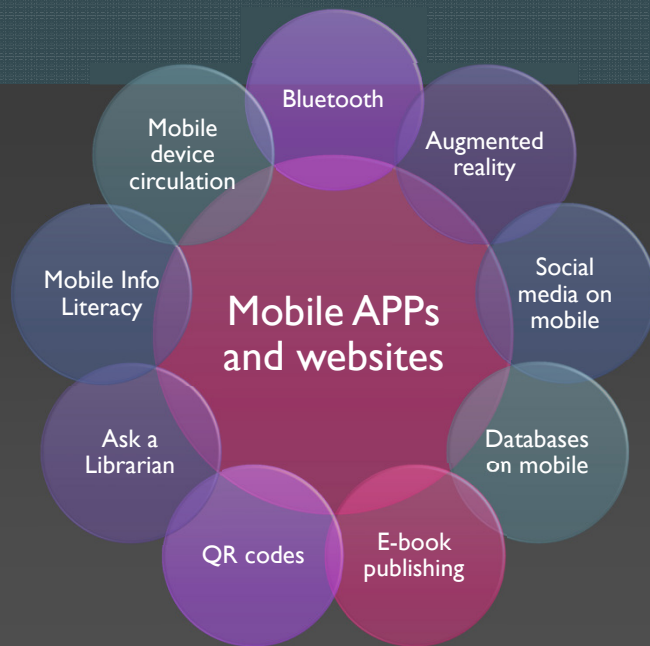 Bluetooth
Augmented
reality
Social
media on
mobile
Databases
on mobile
E-book
publishing
QR codes
Ask a
Librarian
Mobile Info
Literacy
Mobile
device
circulation
Mobile APPs
and websites